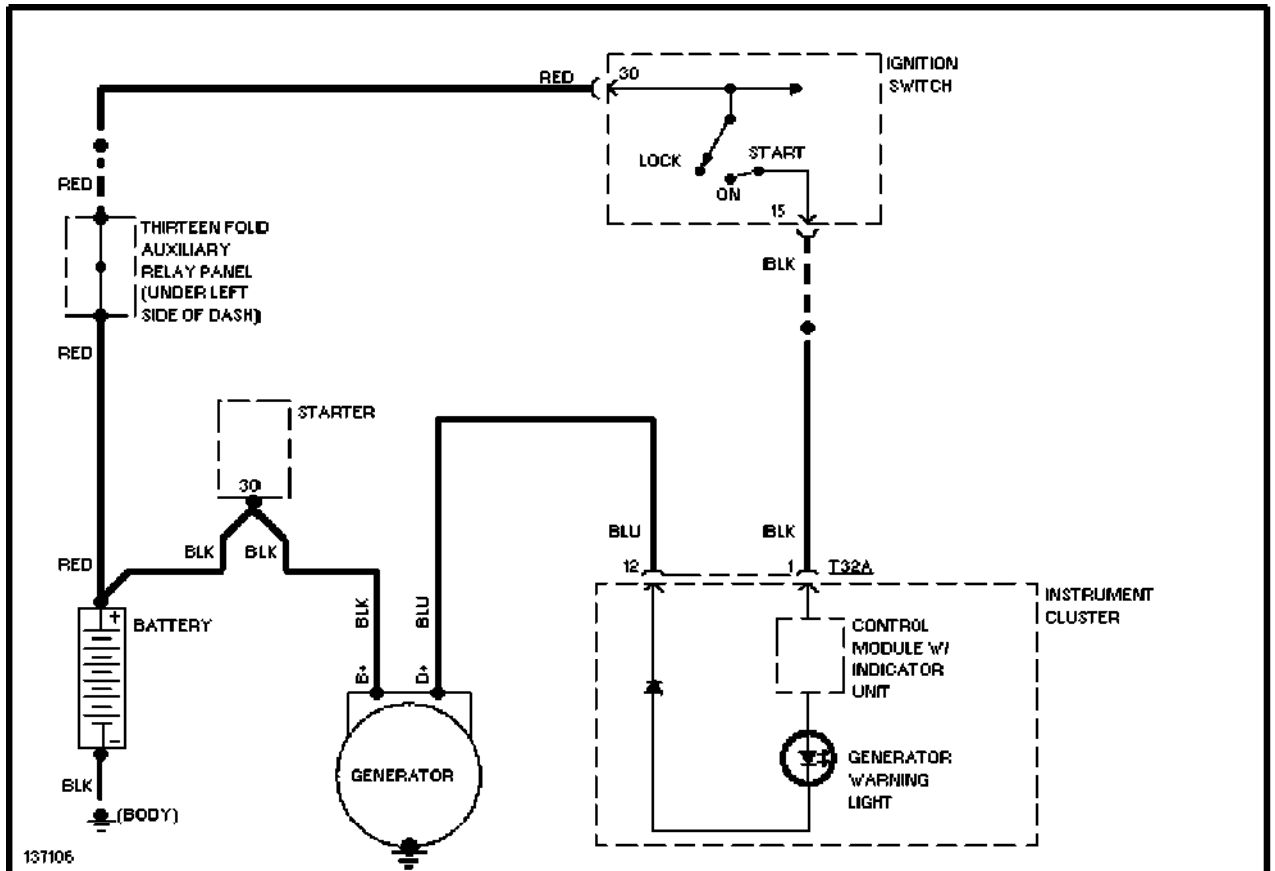 RED
30
IGNITION
SWITCH
LOCK
START
ON
15
BLK
RED
THIRTEEN FOLD
AUXILIARY
RELAY PANEL
(UNDER LEFT
SIDE OF DASH)
RED
STARTER
30
BLK
BLK
RED
BLU
BLK
12
1
T32A
BATTERY
+
-
BLK
BLU
B+
D+
GENERATOR
BLK
(BODY)
INSTRUMENT
CLUSTER
CONTROL
MODULE W/
INDICATOR
UNIT
GENERATOR
WARNING
LIGHT
137106